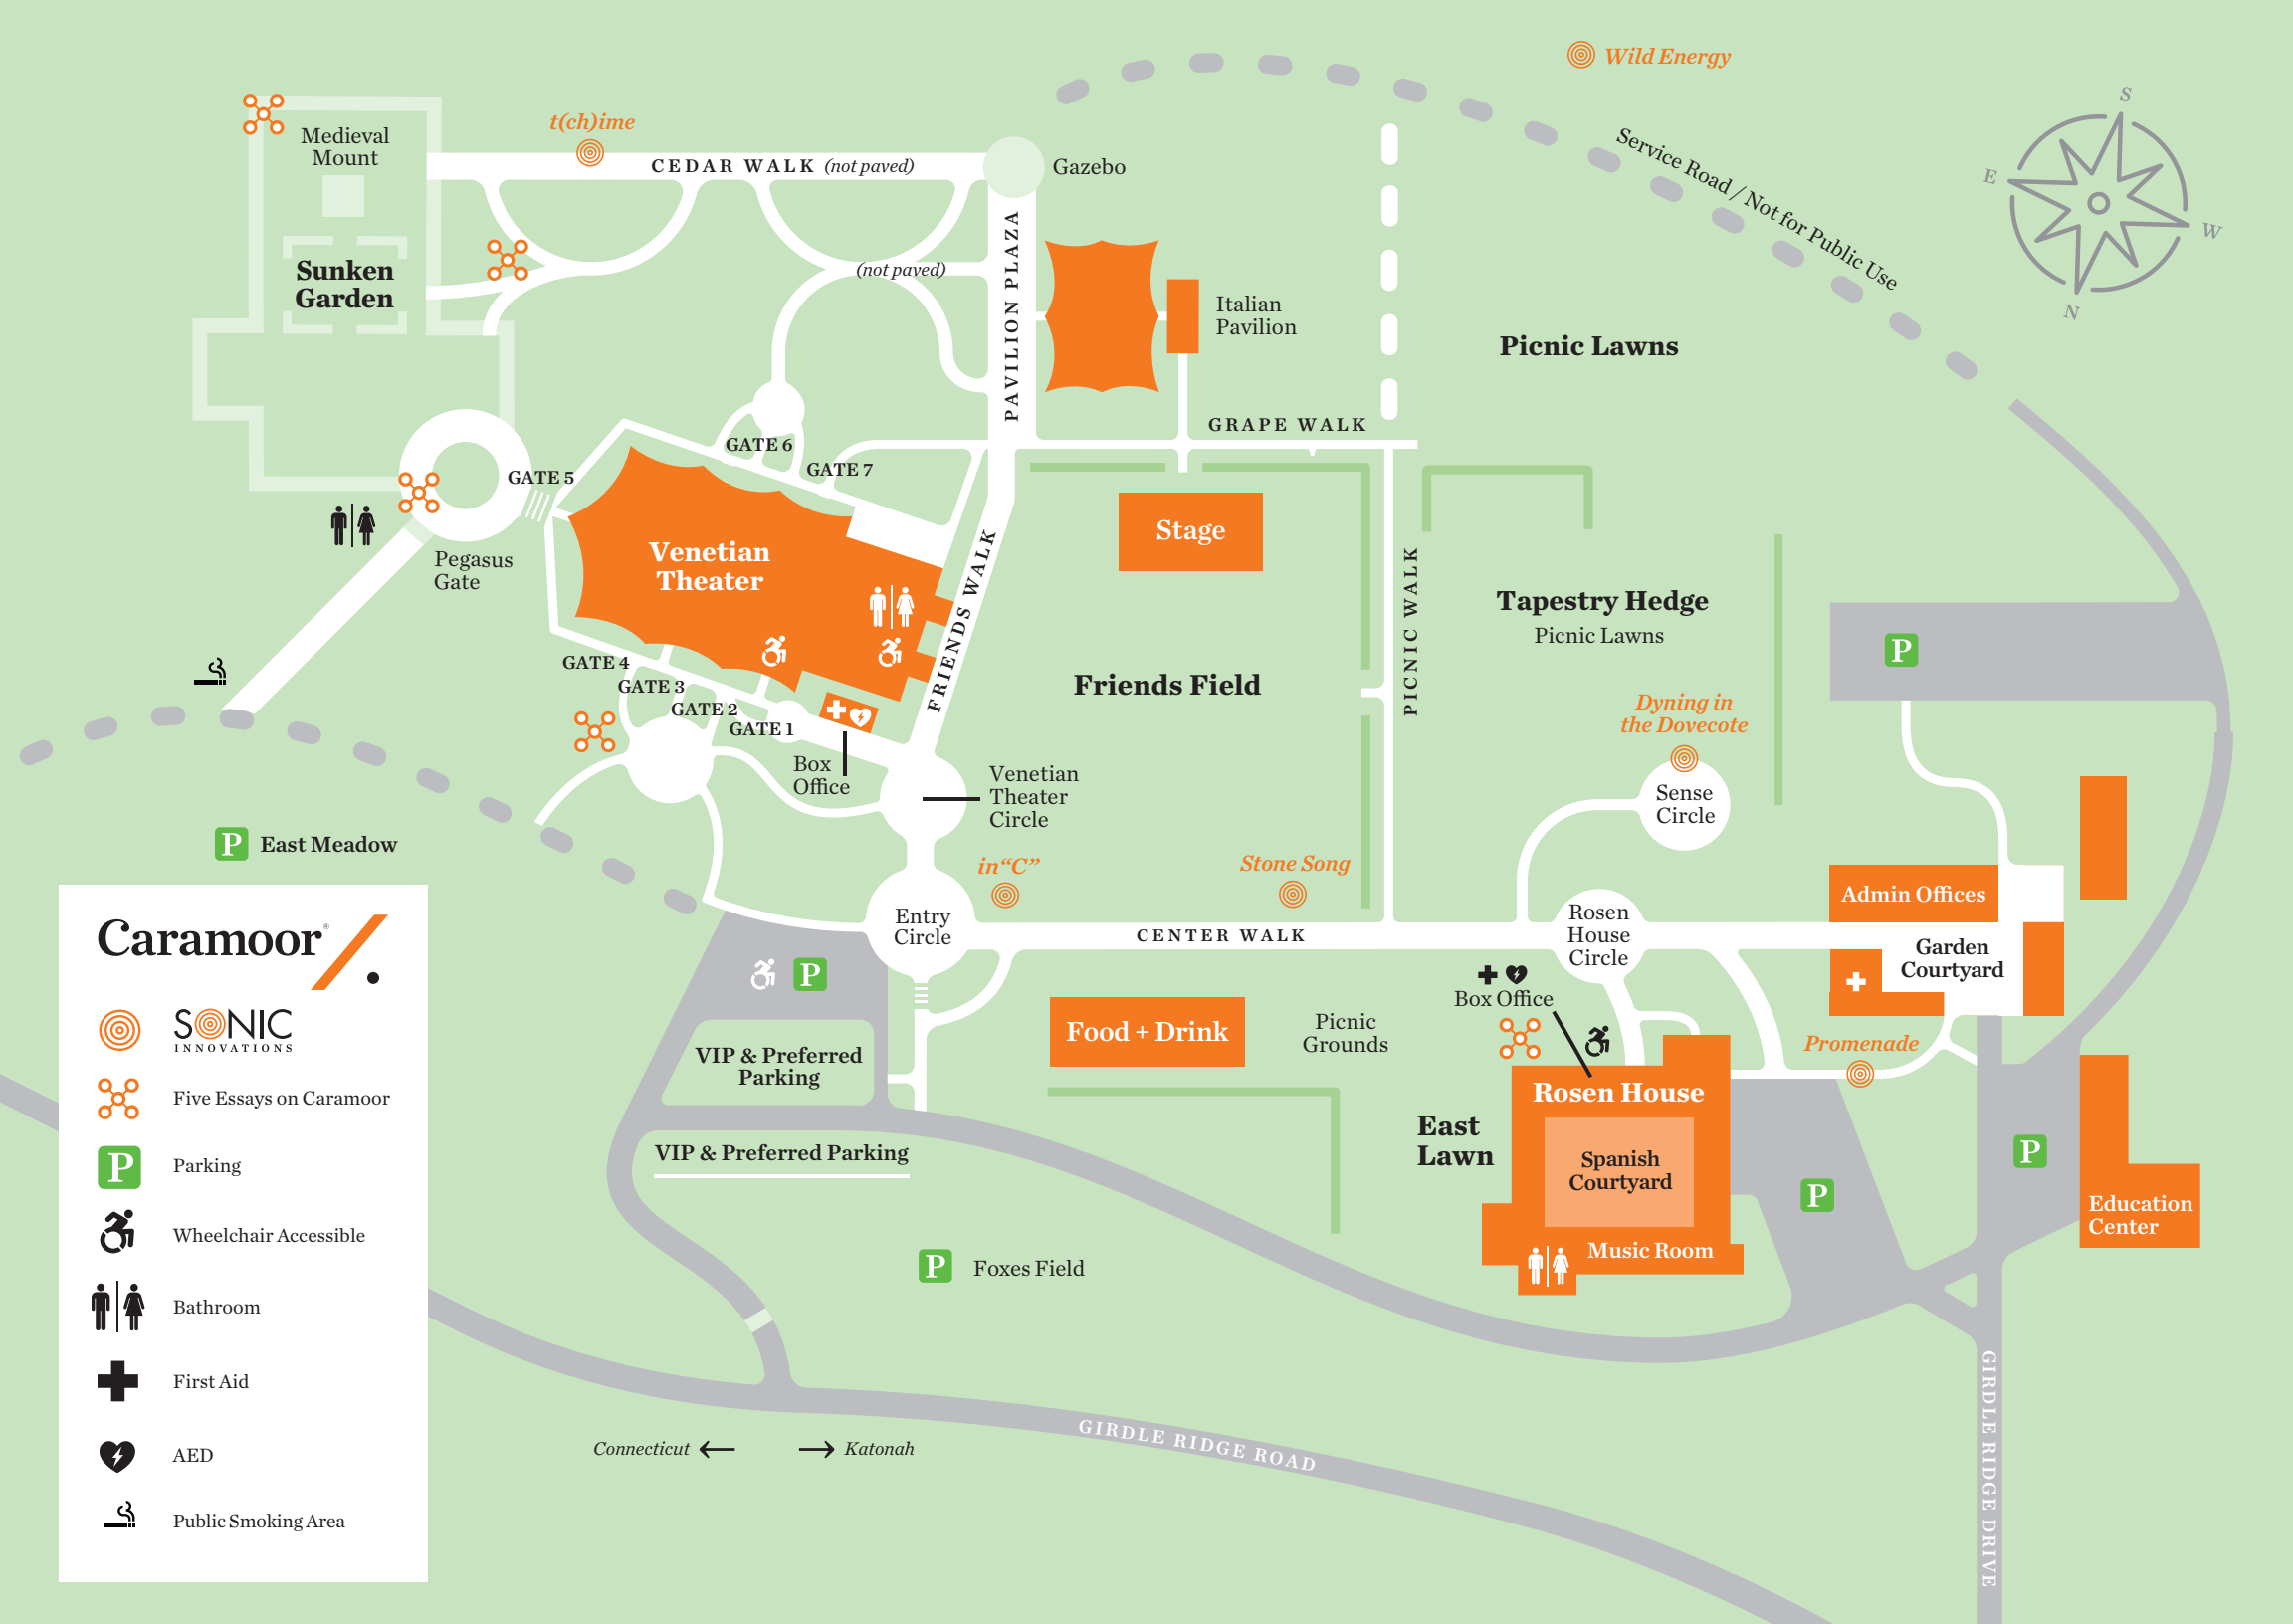 Wild Energy
S
E
W
N
Service Road / Not for Public Use
t(ch)ime
CEDAR WALK (not paved)
Gazebo
Medieval
Mount
Sunken
Garden
(not paved)
PAVILION PLAZA
Italian
Pavilion
Picnic Lawns
GRAPE WALK
GATE 6
GATE 7
GATE 5
Pegasus
Gate
Venetian
Theater
Stage
FRIENDS WALK
PICNIC WALK
Tapestry Hedge
Picnic Lawns
P
GATE 4
GATE 3
GATE 2
GATE 1
Friends Field
Dyning in
the Dovecote
Sense
Circle
Box
Office
Venetian
Theater
Circle
P East Meadow
in“C”
Stone Song
Entry
Circle
CENTER WALK
Rosen
House
Circle
Admin Offices
Garden
Courtyard
P
Box Office
Food + Drink
Picnic
Grounds
Promenade
VIP & Preferred
Parking
VIP & Preferred Parking
East
Lawn
Rosen House
Spanish
Courtyard
Music Room
P
P
Education
Center
P Foxes Field
Connecticut
Katonah
GIRDLE RIDGE ROAD
GIRDLE RIDGE DRIVE
Caramoor®
SONIC
INNOVATIONS
Five Essays on Caramoor
P Parking
Wheelchair Accessible
Bathroom
First Aid
AED
Public Smoking Area